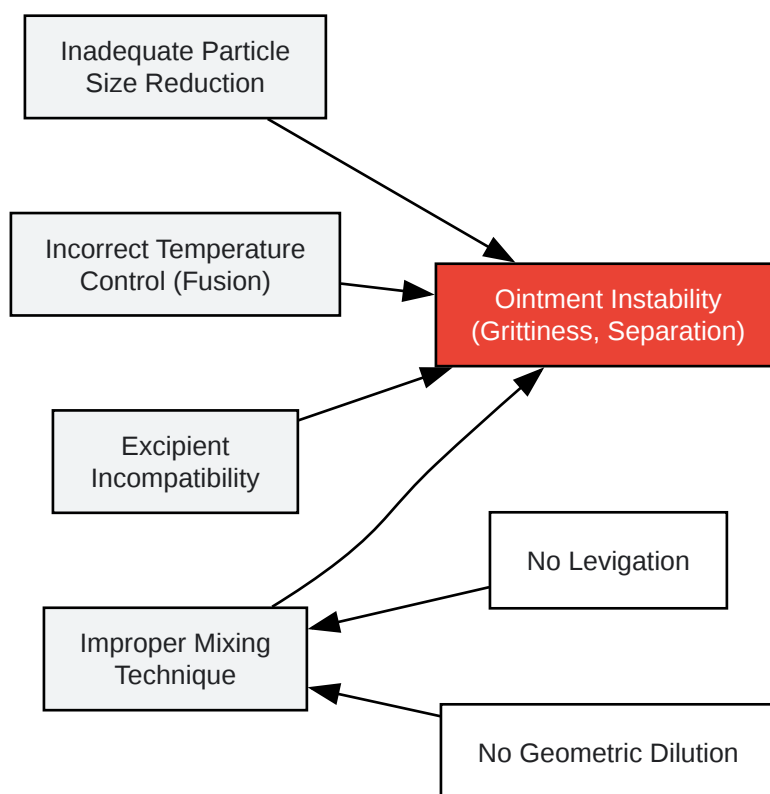 Inadequate Particle
Size Reduction
Incorrect Temperature
Control (Fusion)
Ointment Instability
(Grittiness, Separation)
Excipient
Incompatibility
No Levigation
Improper Mixing
Technique
No Geometric Dilution